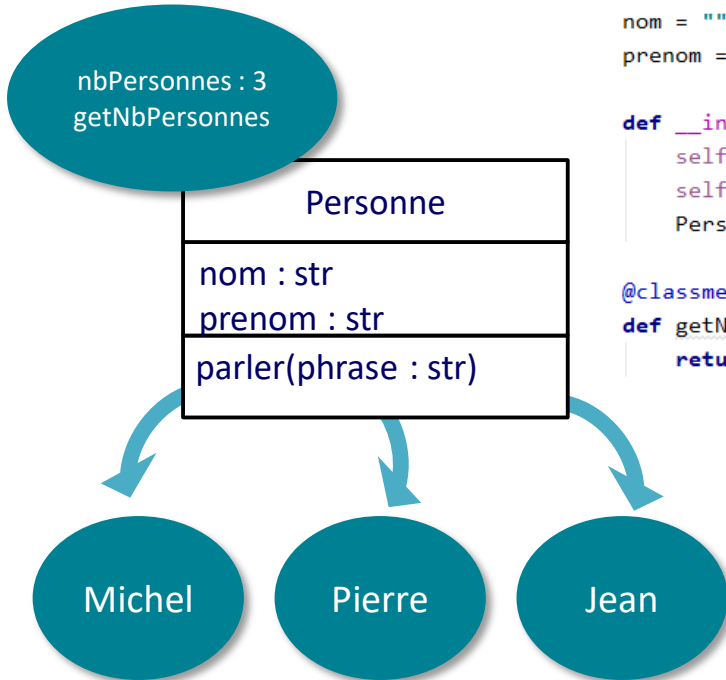 nbPersonnes : 3
getNbPersonnes
Personne
nom : str
prenom : str
parler(phrase : str)
Michel
Pierre
Jean
nom = ""
prenom =
def __in
self
self
Pers
@classme
def getN
retu